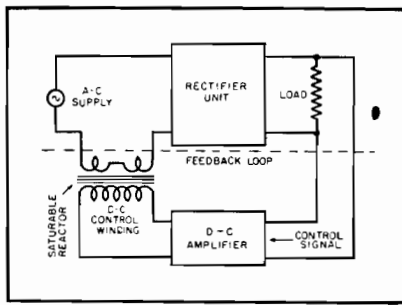 A-C
SUPPLY
RECTIFIER
UNIT
LOAD
FEEDBACK LOOP
SATURABLE
REACTOR
D-C
CONTROL
WINDING
D-C
AMPLIFIER
CONTROL
SIGNAL